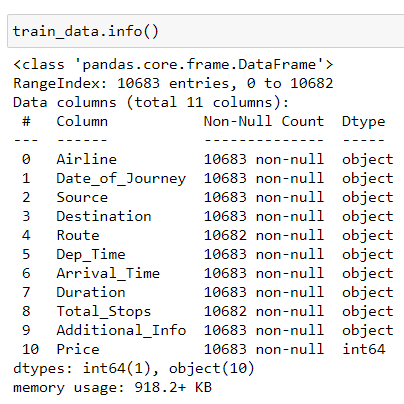 train_data.info()
<class 'pandas.core.frame.DataFrame'>
RangeIndex: 10683 entries, 0 to 10682
Data columns (total 11 columns):
 #   Column           Non-Null Count  Dtype
---  ------           --------------  -----
 0   Airline          10683 non-null  object
 1   Date_of_Journey  10683 non-null  object
 2   Source           10683 non-null  object
 3   Destination      10683 non-null  object
 4   Route            10682 non-null  object
 5   Dep_Time         10683 non-null  object
 6   Arrival_Time     10683 non-null  object
 7   Duration         10683 non-null  object
 8   Total_Stops      10682 non-null  object
 9   Additional_Info  10683 non-null  object
 10  Price            10683 non-null  int64
dtypes: int64(1), object(10)
memory usage: 918.2+ KB